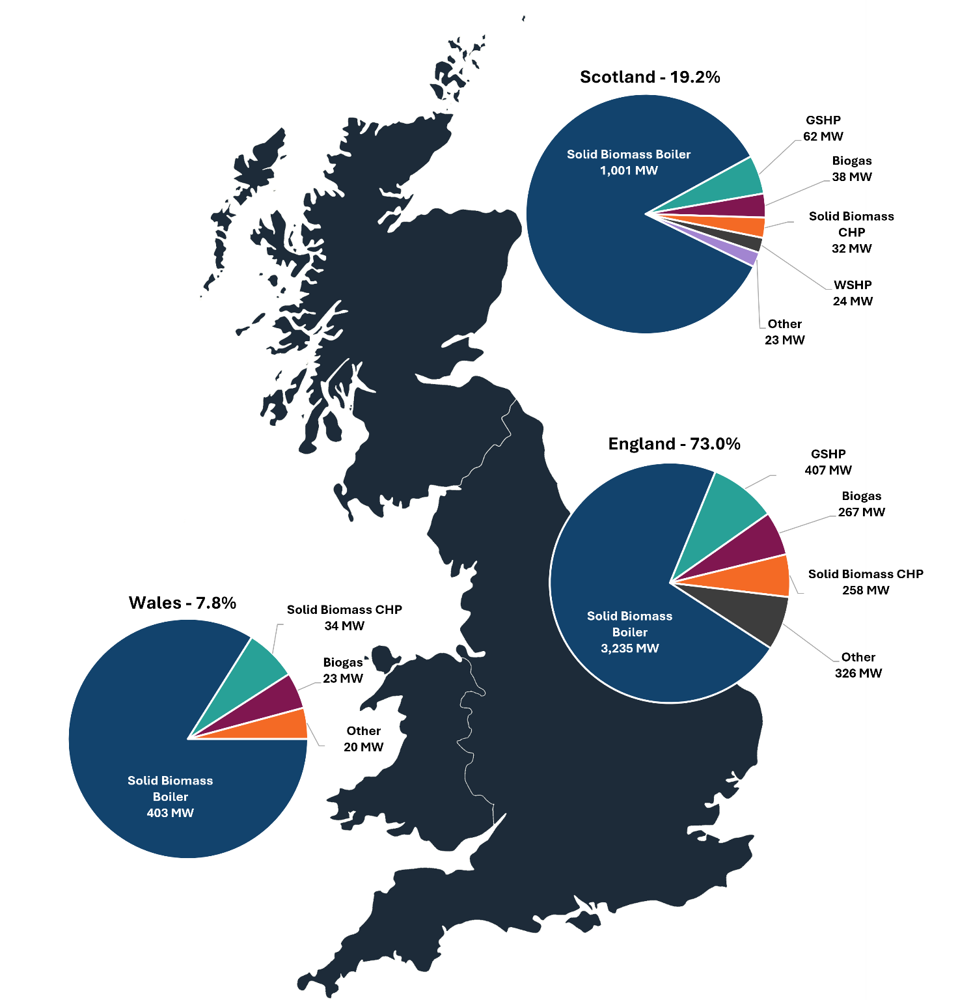 Scotland - 19.2%
Solid Biomass Boiler
1,001 MW
GSHP
62 MW
Biogas
38 MW
Solid Biomass
CHP
32 MW
WSHP
24 MW
Other
23 MW
England - 73.0%
GSHP
407 MW
Biogas
267 MW
Solid Biomass CHP
258 MW
Solid Biomass
Boiler
3,235 MW
Other
326 MW
Wales - 7.8%
Solid Biomass CHP
34 MW
Biogas
23 MW
Other
20 MW
Solid Biomass
Boiler
403 MW